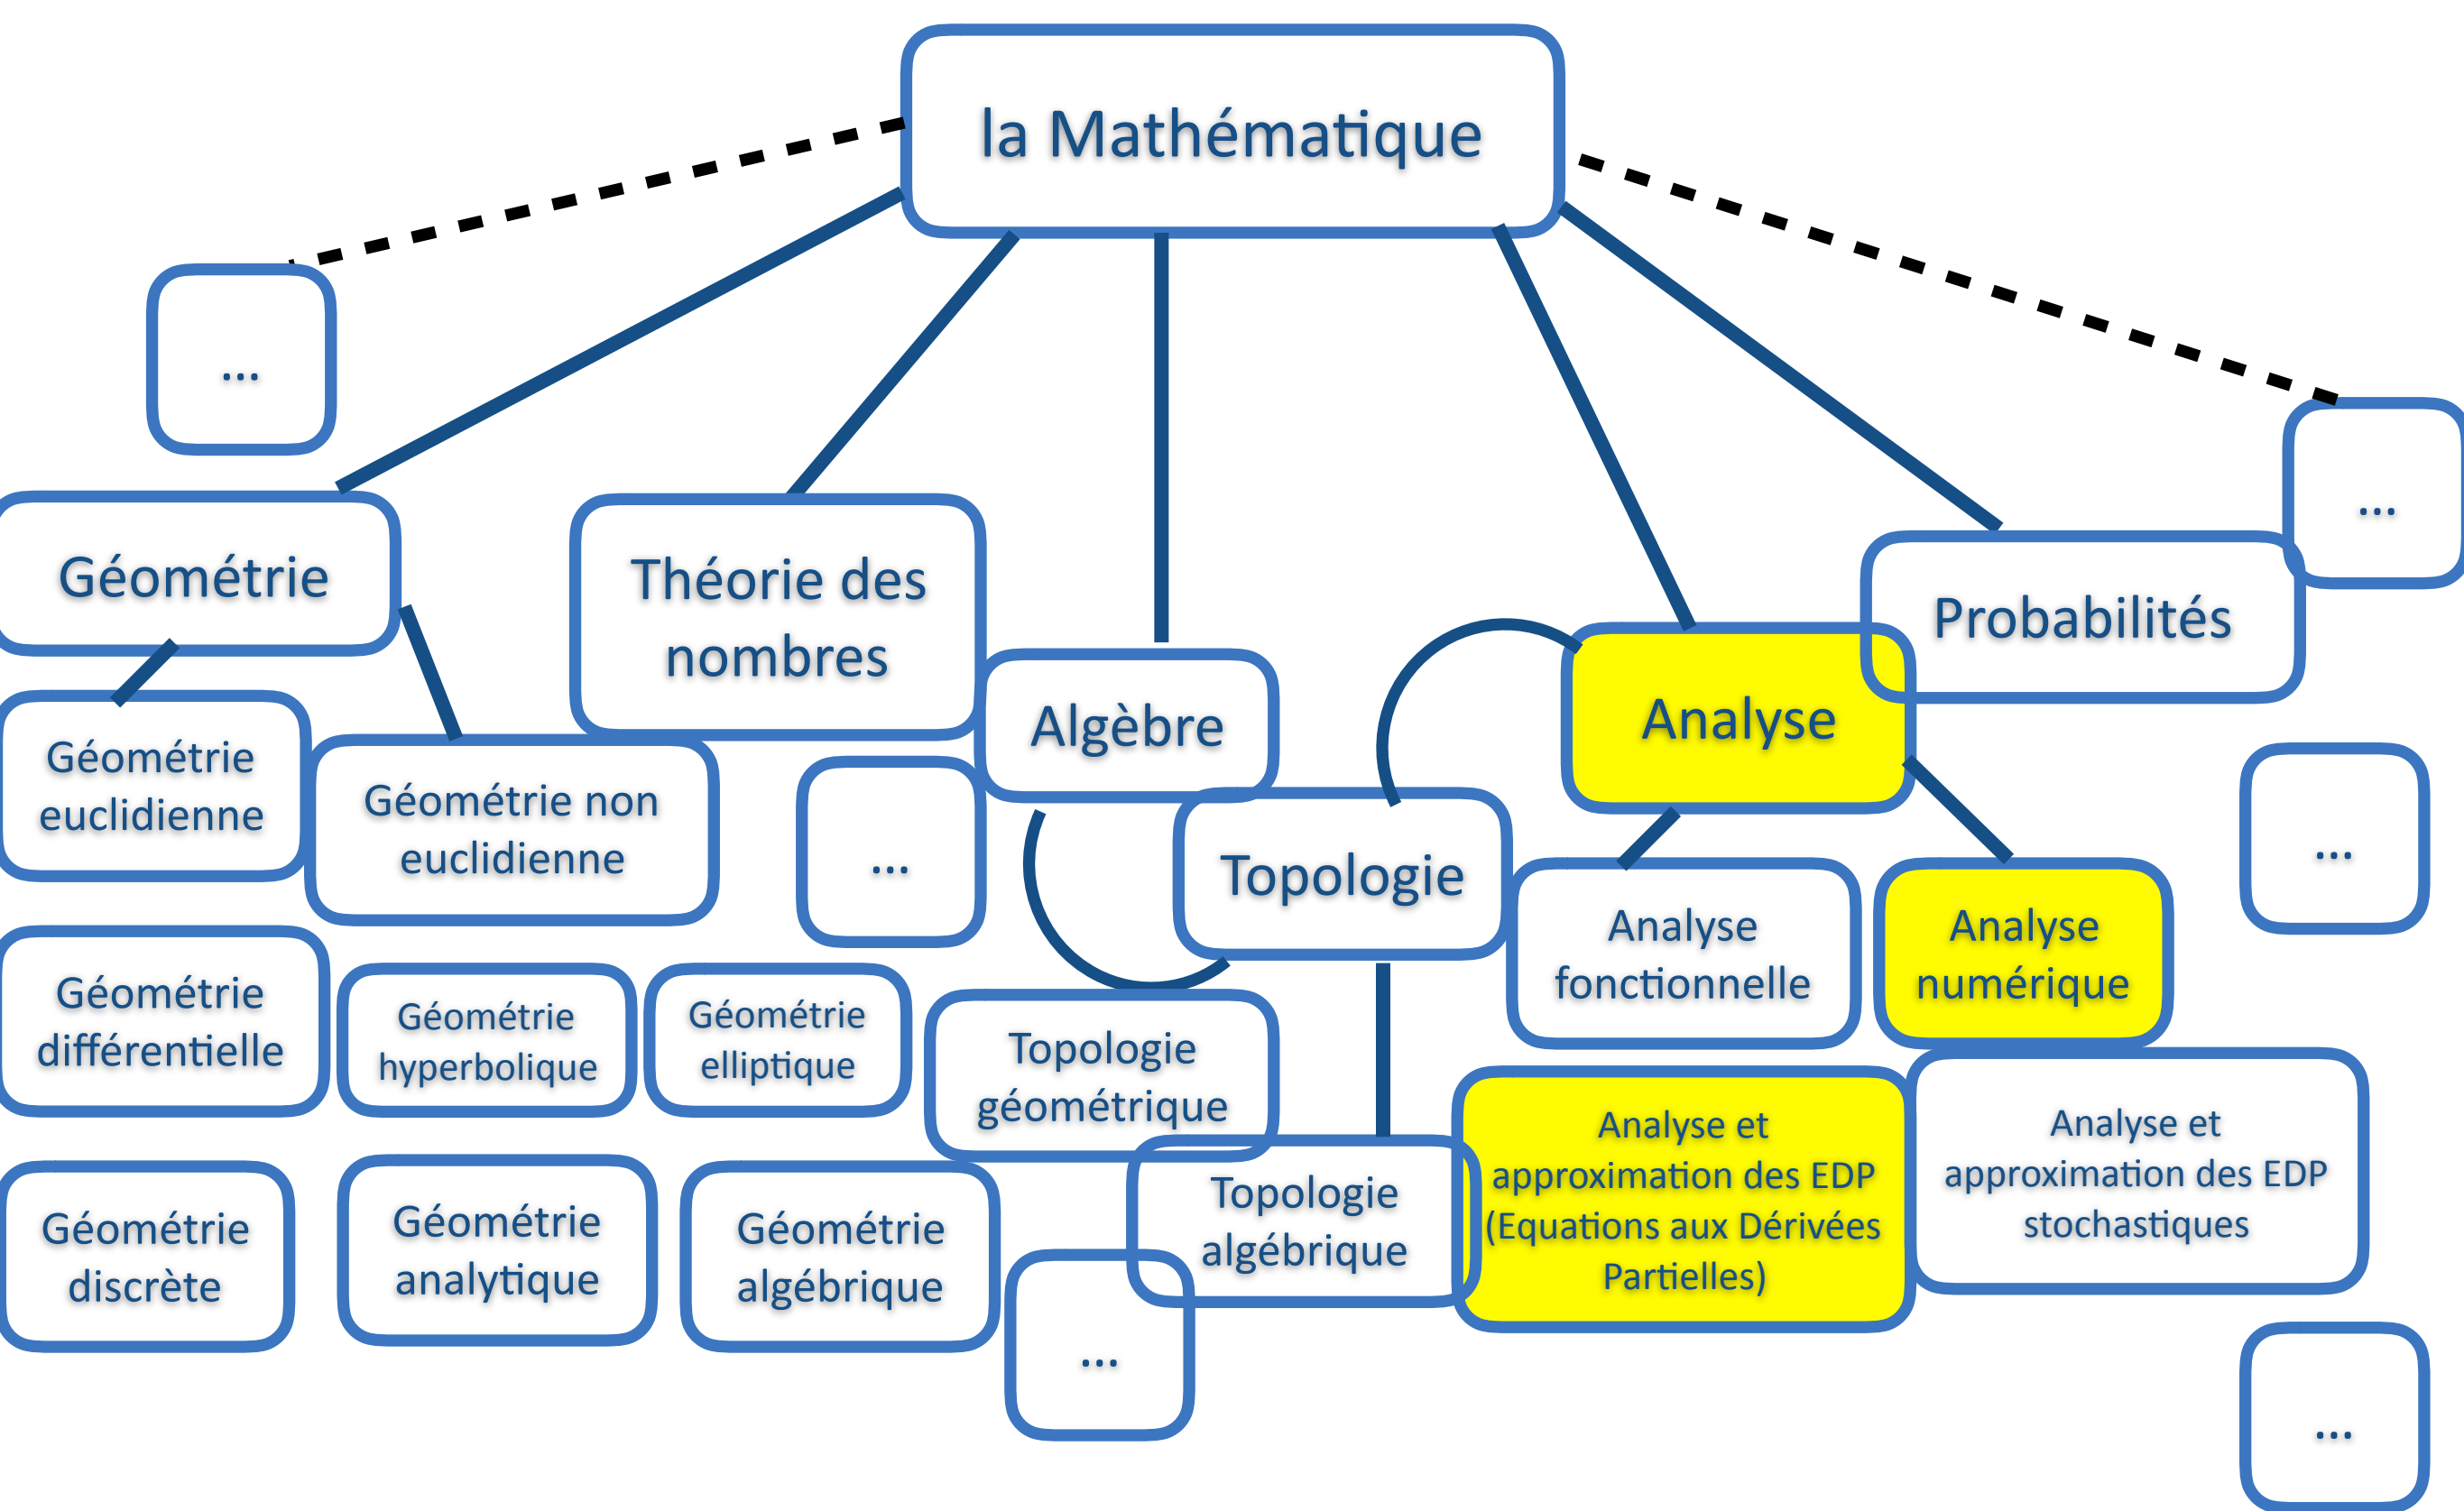 la Mathématique
...
...
Géométrie
Théorie des
nombres
Algèbre
Analyse
Probabilités
Géométrie
euclidienne
Géométrie non
euclidienne
...
Topologie
Analyse
fonctionnelle
Analyse
numérique
...
Géométrie
différentielle
Géométrie
hyperbolique
Géométrie
elliptique
Topologie
géométrique
Géométrie
discrète
Géométrie
analytique
Géométrie
algébrique
Topologie
algébrique
Analyse et
approximation des EDP
(Equations aux Dérivées
Partielles)
Analyse et
approximation des EDP
stochastiques
...
...